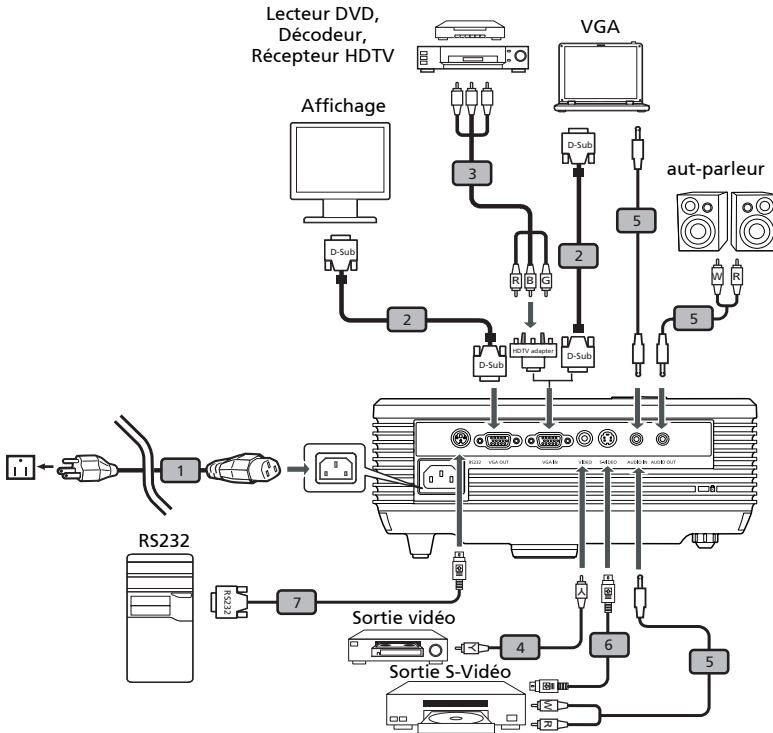 Lecteur DVD,
Décodeur,
Récepteur HDTV
VGA
Affichage
D-Sub
3
aut-parleur
5
D-Sub
2
R B G
W R
2
5
HDTV adapter
D-Sub
D-Sub
1
RS232 VGA OUT VGA IN VIDEO S-VIDEO AUDIO IN AUDIO OUT
RS232
RS232
7
Sortie vidéo
Y
Y
4
6
5
Sortie S-Vidéo
W
R